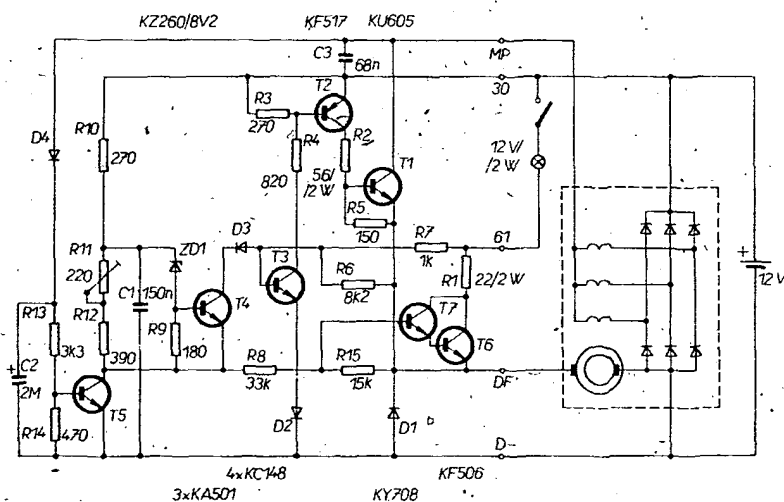 KZ260/8V2 KF517 KU605
C3
68n
MP
T2
30
R3
270
R4
R2
D4
R10
270
820
56/
/2 W
T1
12 V/
/2 W
R5
150
ZD1
D3
R7
1k
61
R11
220
C1 150n
T4
T3
R6
8k2
R1
22/2 W
+
12 V
R13
3k3
R12
390
R9
180
T7
T6
+
C2
2M
R8
33k
R15
15k
DF
T5
R14
470
D2
D1
D-
4xKC148 KF506
3xKA501 KY708